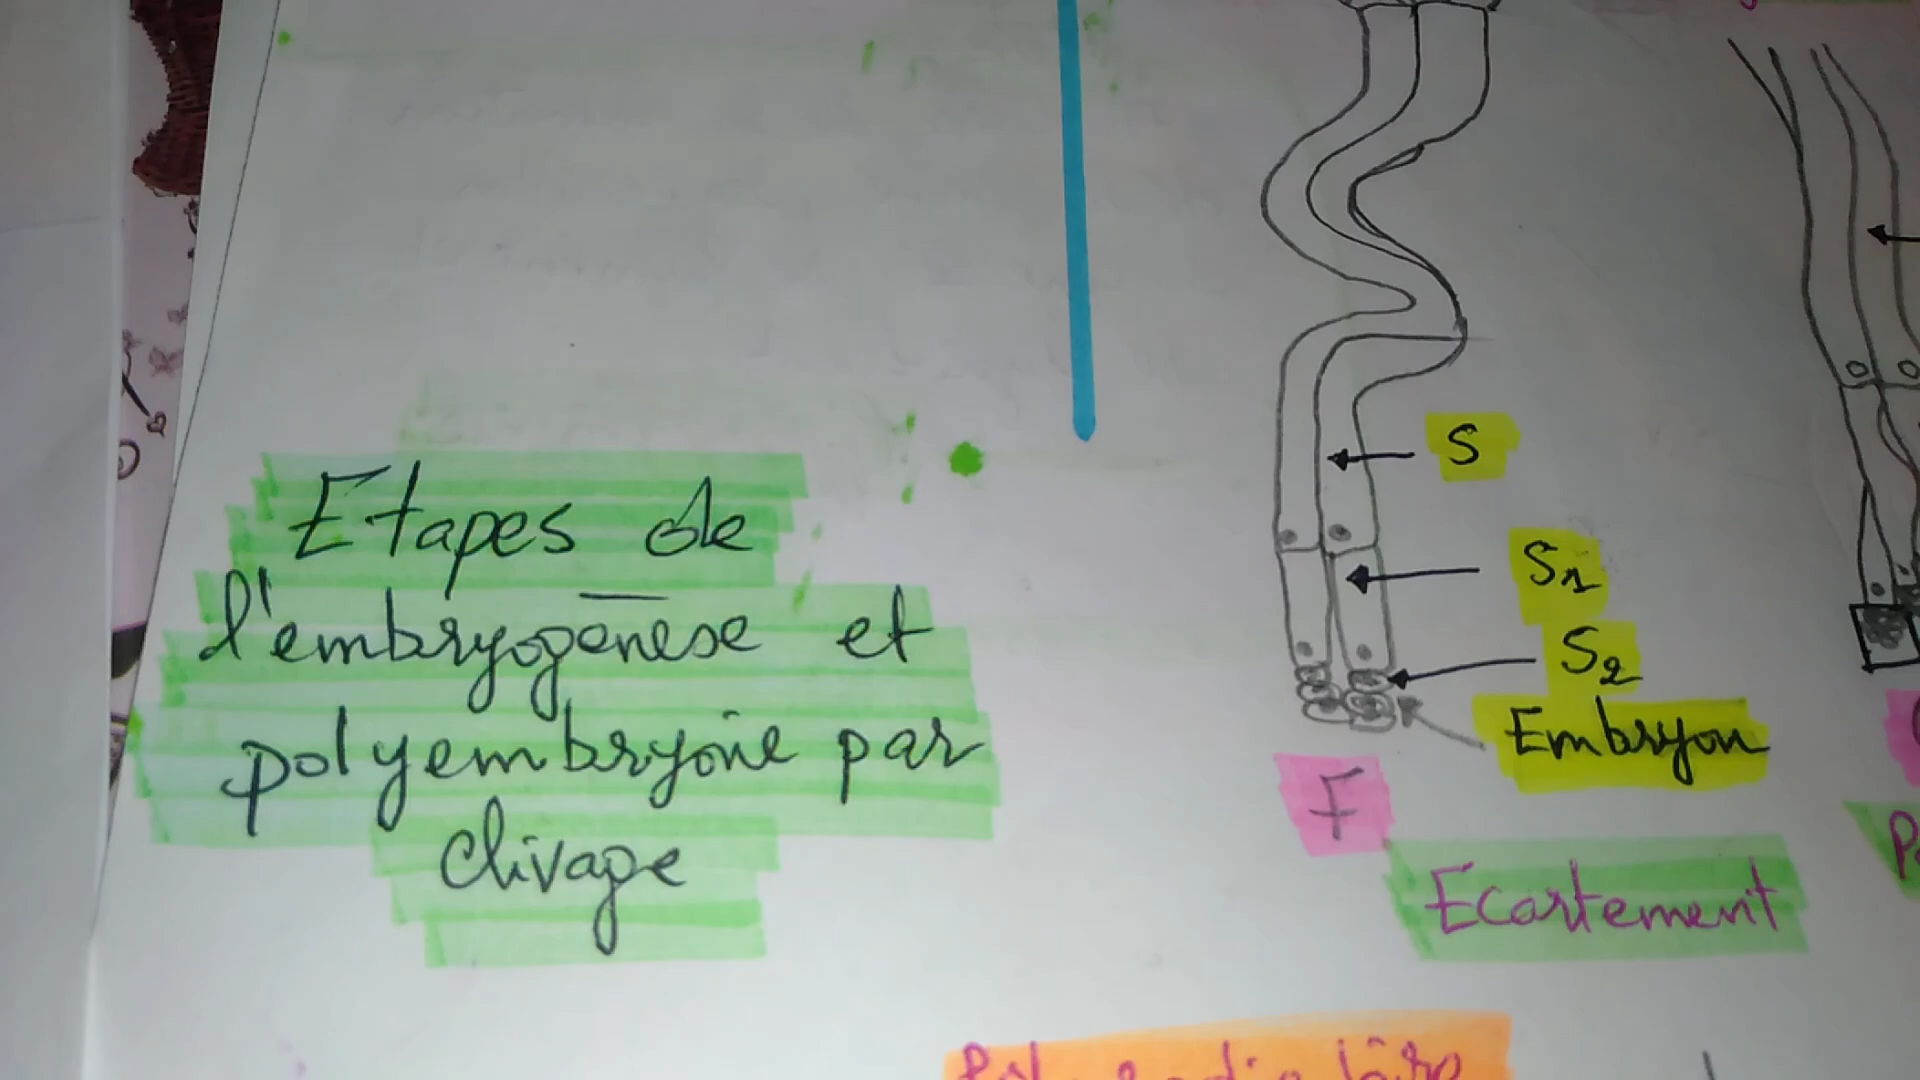 Etapes de
l'embryogenèse et
polyembryonie par
clivage
S
S1
S2
Embryon
F
Ecartement